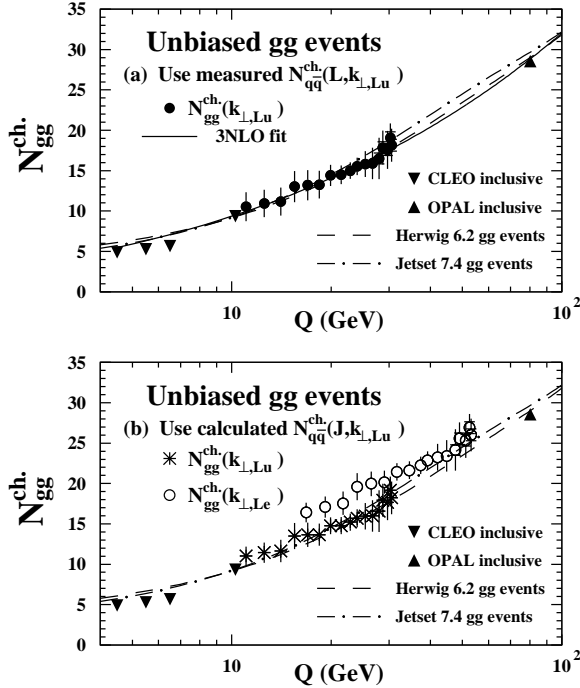 Unbiased gg events
(a) Use measured N^ch._qq̅(L,k⊥,Lu)
N^ch._gg(k⊥,Lu)
3NLO fit
CLEO inclusive
OPAL inclusive
Herwig 6.2 gg events
Jetset 7.4 gg events
N^ch._gg
0
5
10
15
20
25
30
35
10
10^2
Q (GeV)
Unbiased gg events
(b) Use calculated N^ch._qq̅(J,k⊥,Lu)
N^ch._gg(k⊥,Lu)
N^ch._gg(k⊥,Le)
CLEO inclusive
OPAL inclusive
Herwig 6.2 gg events
Jetset 7.4 gg events
N^ch._gg
0
5
10
15
20
25
30
35
10
10^2
Q (GeV)